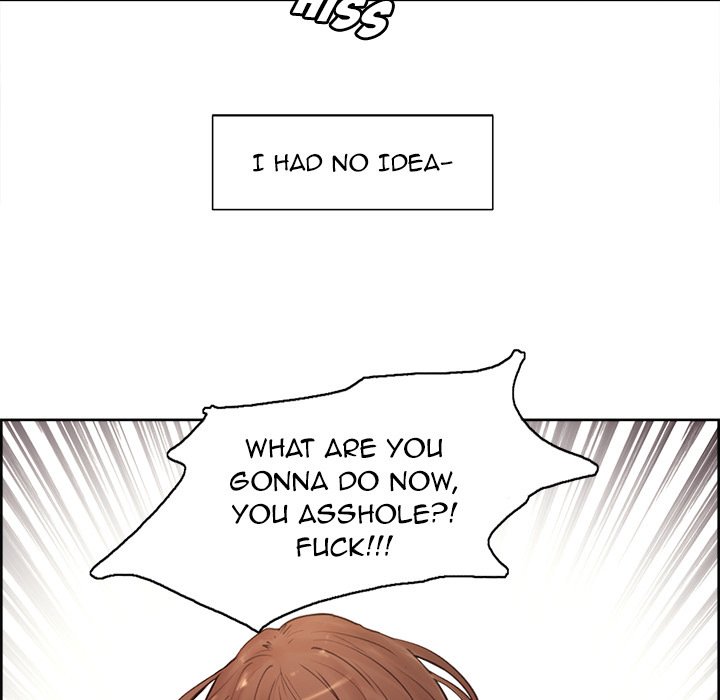 HISS
I HAD NO IDEA-
WHAT ARE YOU
GONNA DO NOW,
YOU ASSHOLE?!
FUCK!!!